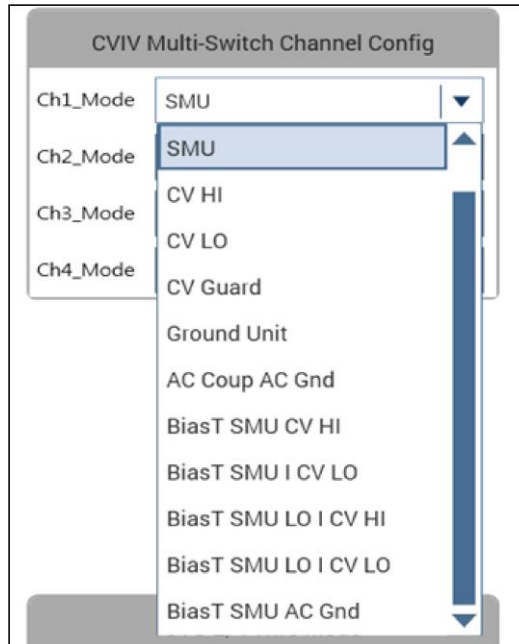 CVIV Multi-Switch Channel Config
Ch1_Mode SMU
SMU
Ch2_Mode
CV HI
Ch3_Mode
CV LO
Ch4_Mode
CV Guard
Ground Unit
AC Coup AC Gnd
BiasT SMU CV HI
BiasT SMU I CV LO
BiasT SMU LO I CV HI
BiasT SMU LO I CV LO
BiasT SMU AC Gnd